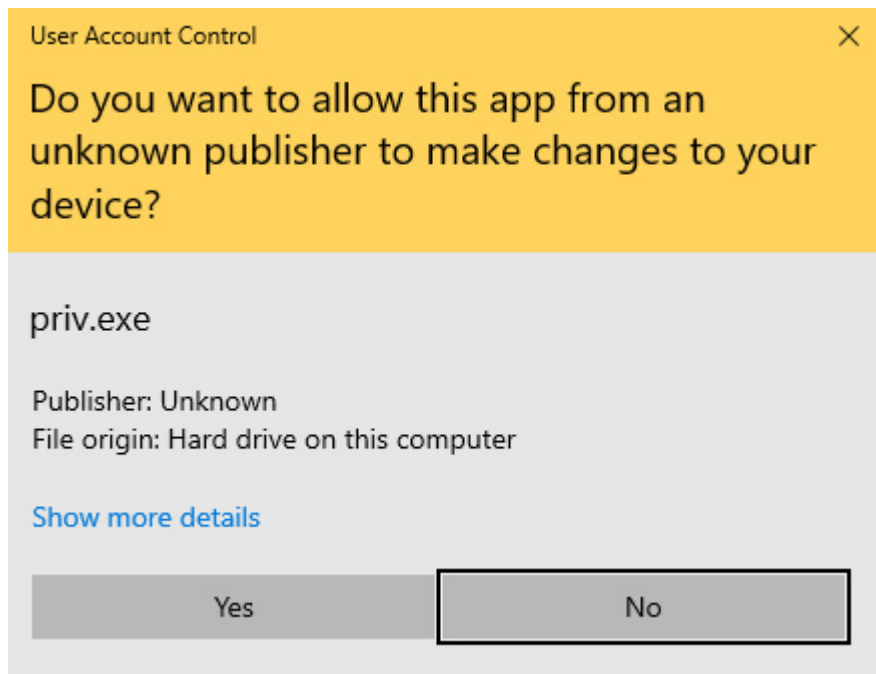 User Account Control
Do you want to allow this app from an
unknown publisher to make changes to your
device?
priv.exe
Publisher: Unknown
File origin: Hard drive on this computer
Show more details
Yes No